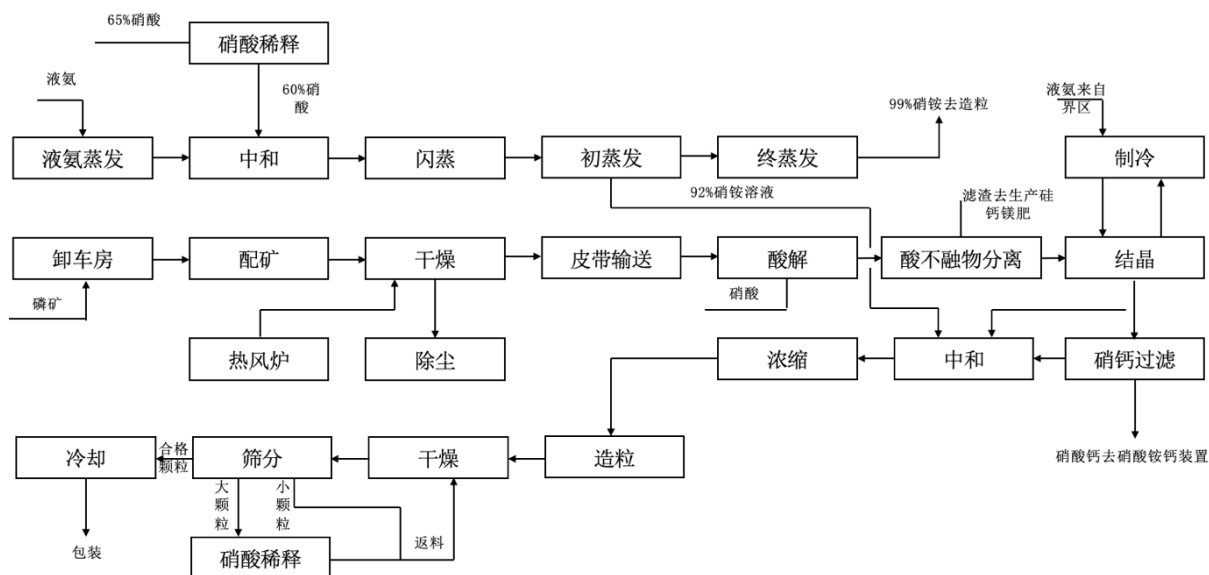 65%硝酸
硝酸稀释
液氨
60%硝
酸
99%硝铵去造粒
液氨来自
界区
液氨蒸发
中和
闪蒸
初蒸发
终蒸发
制冷
92%硝铵溶液
滤渣去生产硅
钙镁肥
卸车房
配矿
干燥
皮带输送
酸解
酸不融物分离
结晶
磷矿
硝酸
热风炉
除尘
浓缩
中和
硝钙过滤
冷却
合格
颗粒
筛分
干燥
造粒
硝酸钙去硝酸铵钙装置
大
颗
粒
小
颗
粒
包装
硝酸稀释
返料